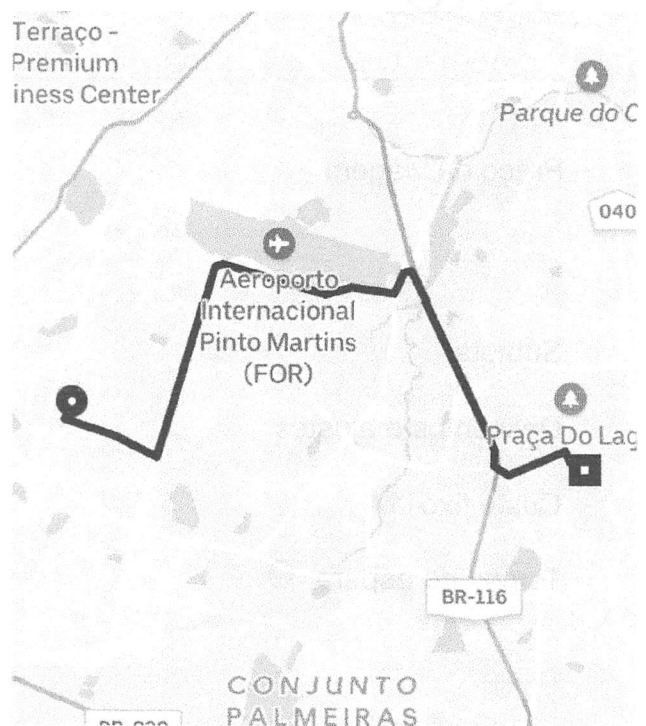 Terraço -
Premium
iness Center
Parque do C
040
Aeroporto
Internacional
Pinto Martins
(FOR)
Praça Do Lag
BR-116
CONJUNTO
PALMEIRAS